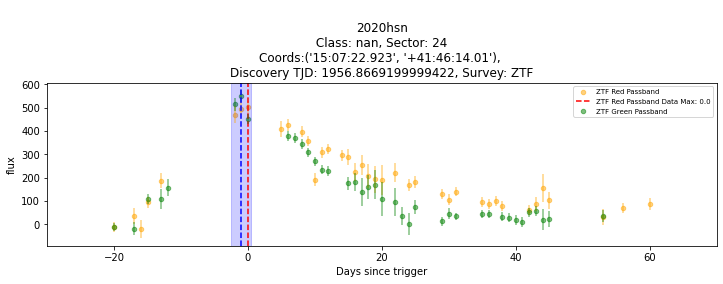 2020hsn
Class: nan, Sector: 24
Coords:('15:07:22.923', '+41:46:14.01'),
Discovery TJD: 1956.8669199999422, Survey: ZTF
ZTF Red Passband
ZTF Red Passband Data Max: 0.0
ZTF Green Passband
600
500
400
300
200
100
0
flux
−20
0
20
40
60
Days since trigger